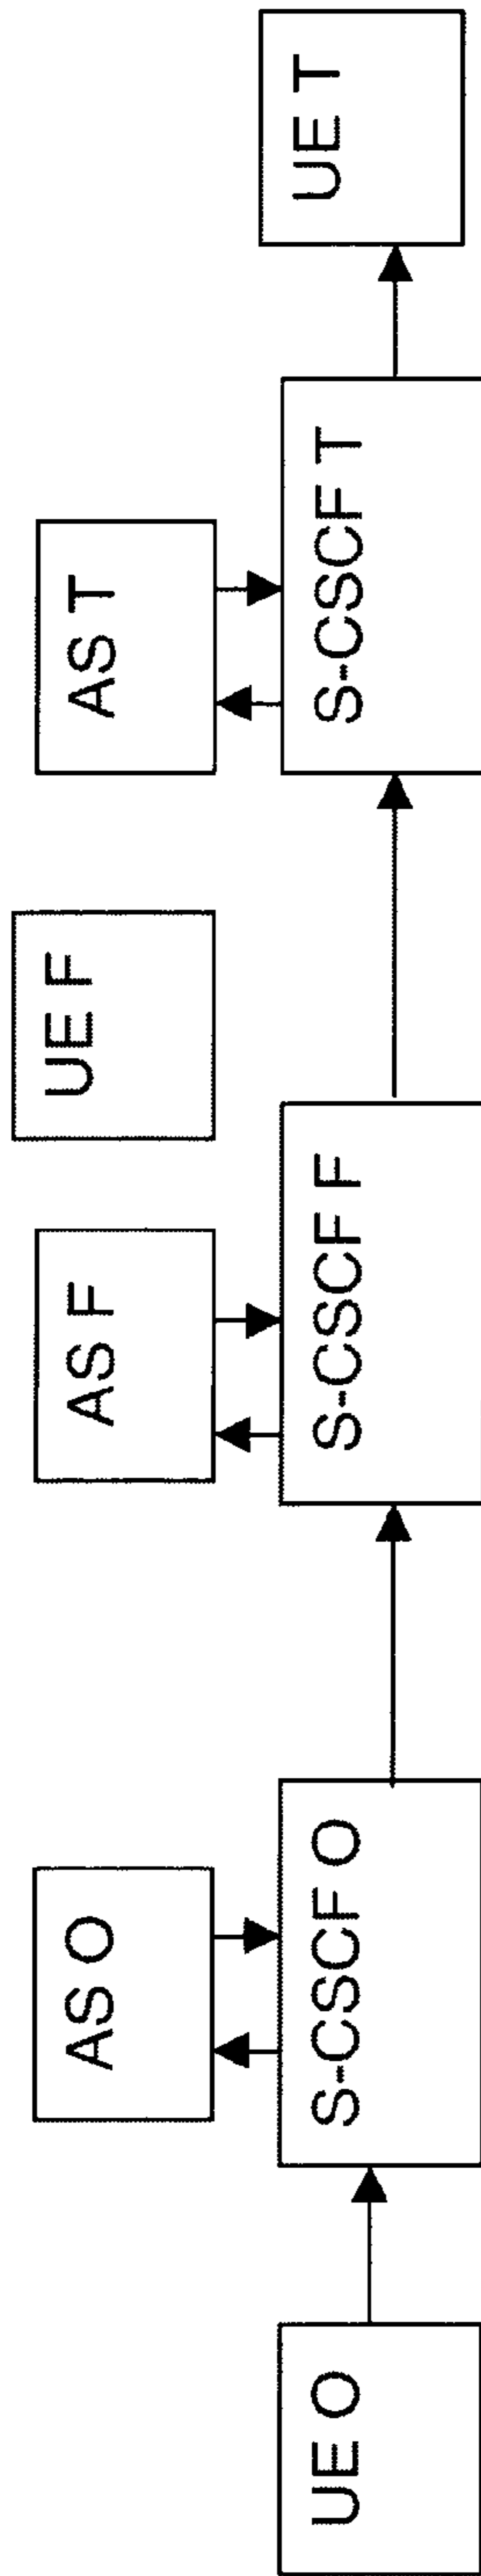 UE O
AS O
S-CSCF O
AS F
S-CSCF F
UE F
AS T
S-CSCF T
UE T